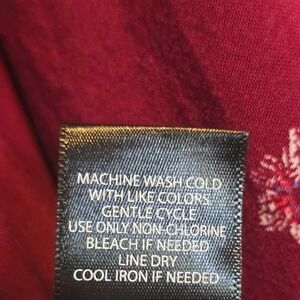 MACHINE WASH COLD
WITH LIKE COLORS
GENTLE CYCLE
USE ONLY NON-CHLORINE
BLEACH IF NEEDED
LINE DRY
COOL IRON IF NEEDED